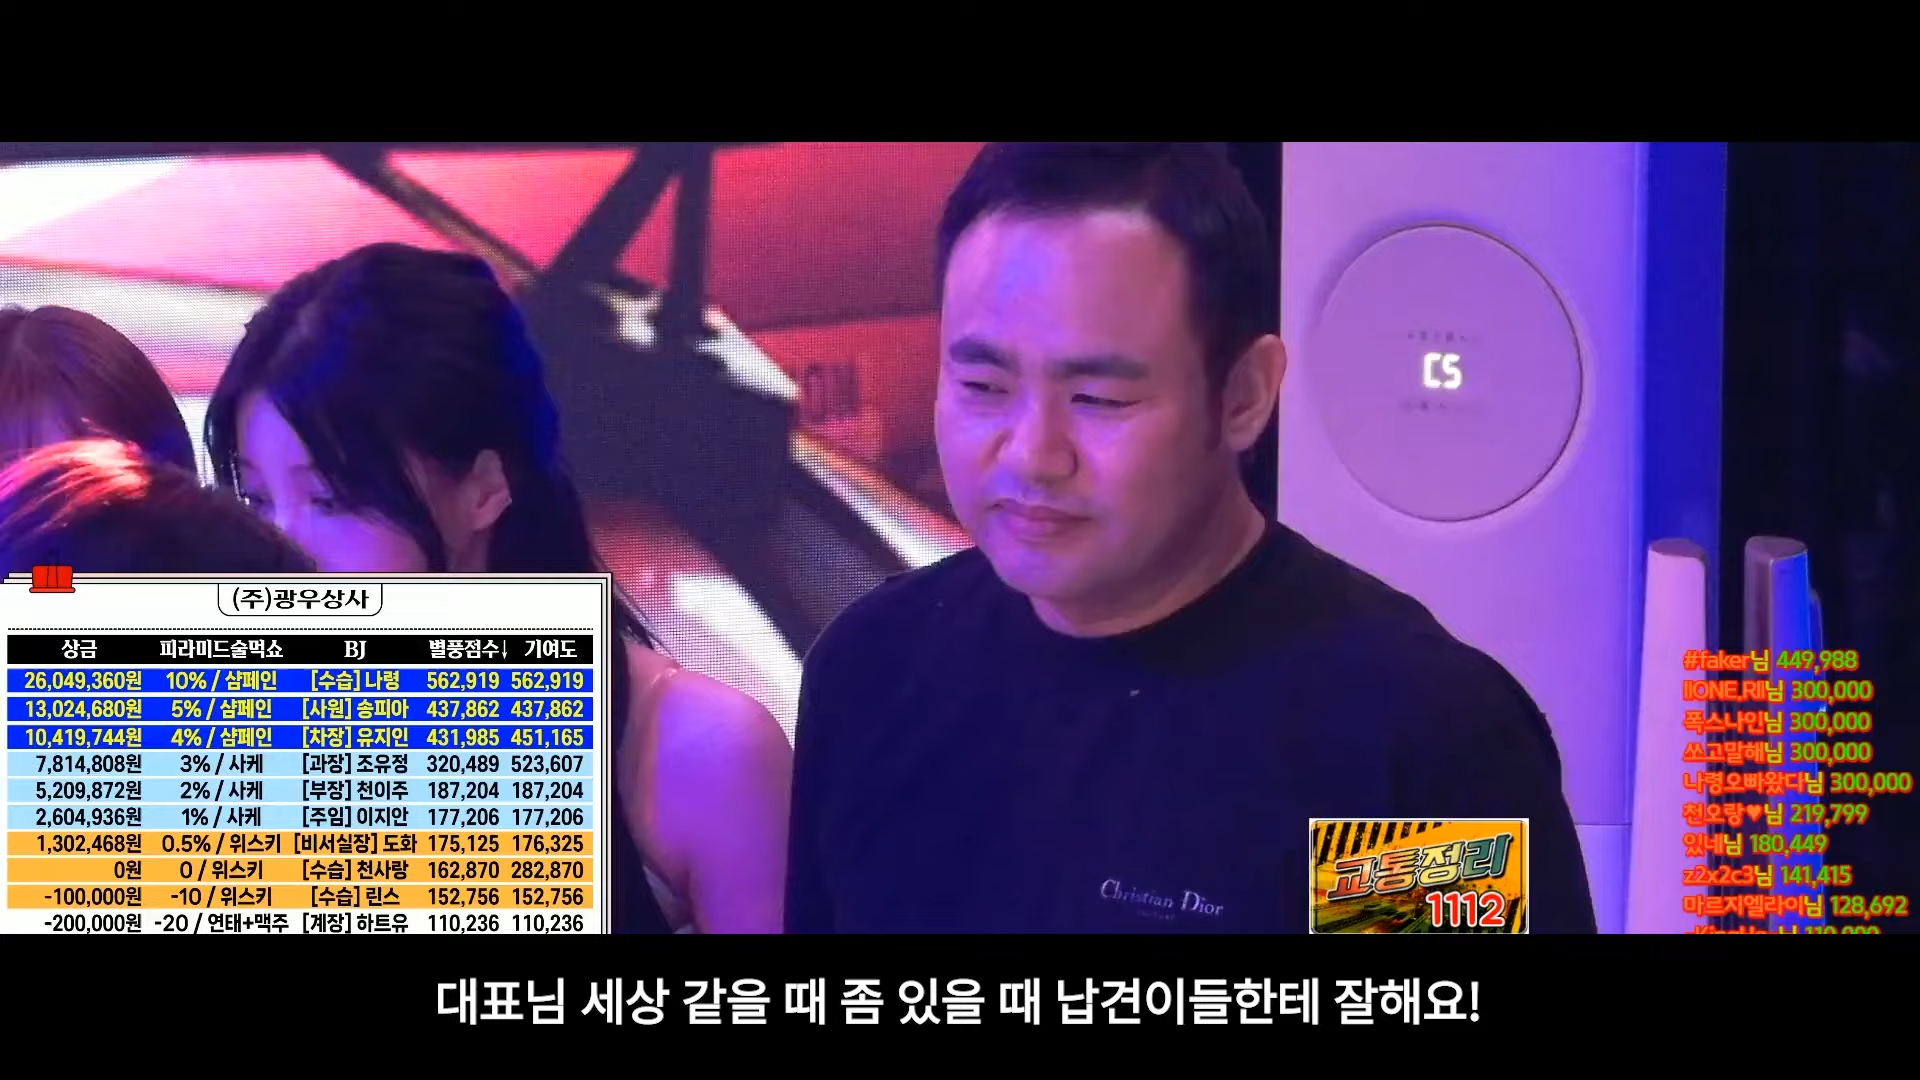 CS
(주)광우상사
상금 피라미드술먹쇼 BJ 별풍점수↓ 기여도
26,049,360원 10% / 샴페인 [수습] 나령 562,919 562,919
13,024,680원 5% / 샴페인 [사원] 송피아 437,862 437,862
10,419,744원 4% / 샴페인 [차장] 유지인 431,985 451,165
7,814,808원 3% / 사케 [과장] 조유정 320,489 523,607
5,209,872원 2% / 사케 [부장] 천이주 187,204 187,204
2,604,936원 1% / 사케 [주임] 이지안 177,206 177,206
1,302,468원 0.5% / 위스키 [비서실장] 도화 175,125 176,325
0원 0 / 위스키 [수습] 천사랑 162,870 282,870
-100,000원 -10 / 위스키 [수습] 린스 152,756 152,756
-200,000원 -20 / 연태+맥주 [계장] 하트유 110,236 110,236
Christian Dior
교통정리
1112
#faker님 449,988
llONE.Rll님 300,000
폭스나인님 300,000
쏘고말해님 300,000
나령오빠왔다님 300,000
천오랑♥님 219,799
있네님 180,449
z2x2c3님 141,415
마르지엘라이님 128,692
대표님 세상 같을 때 좀 있을 때 납견이들한테 잘해요!